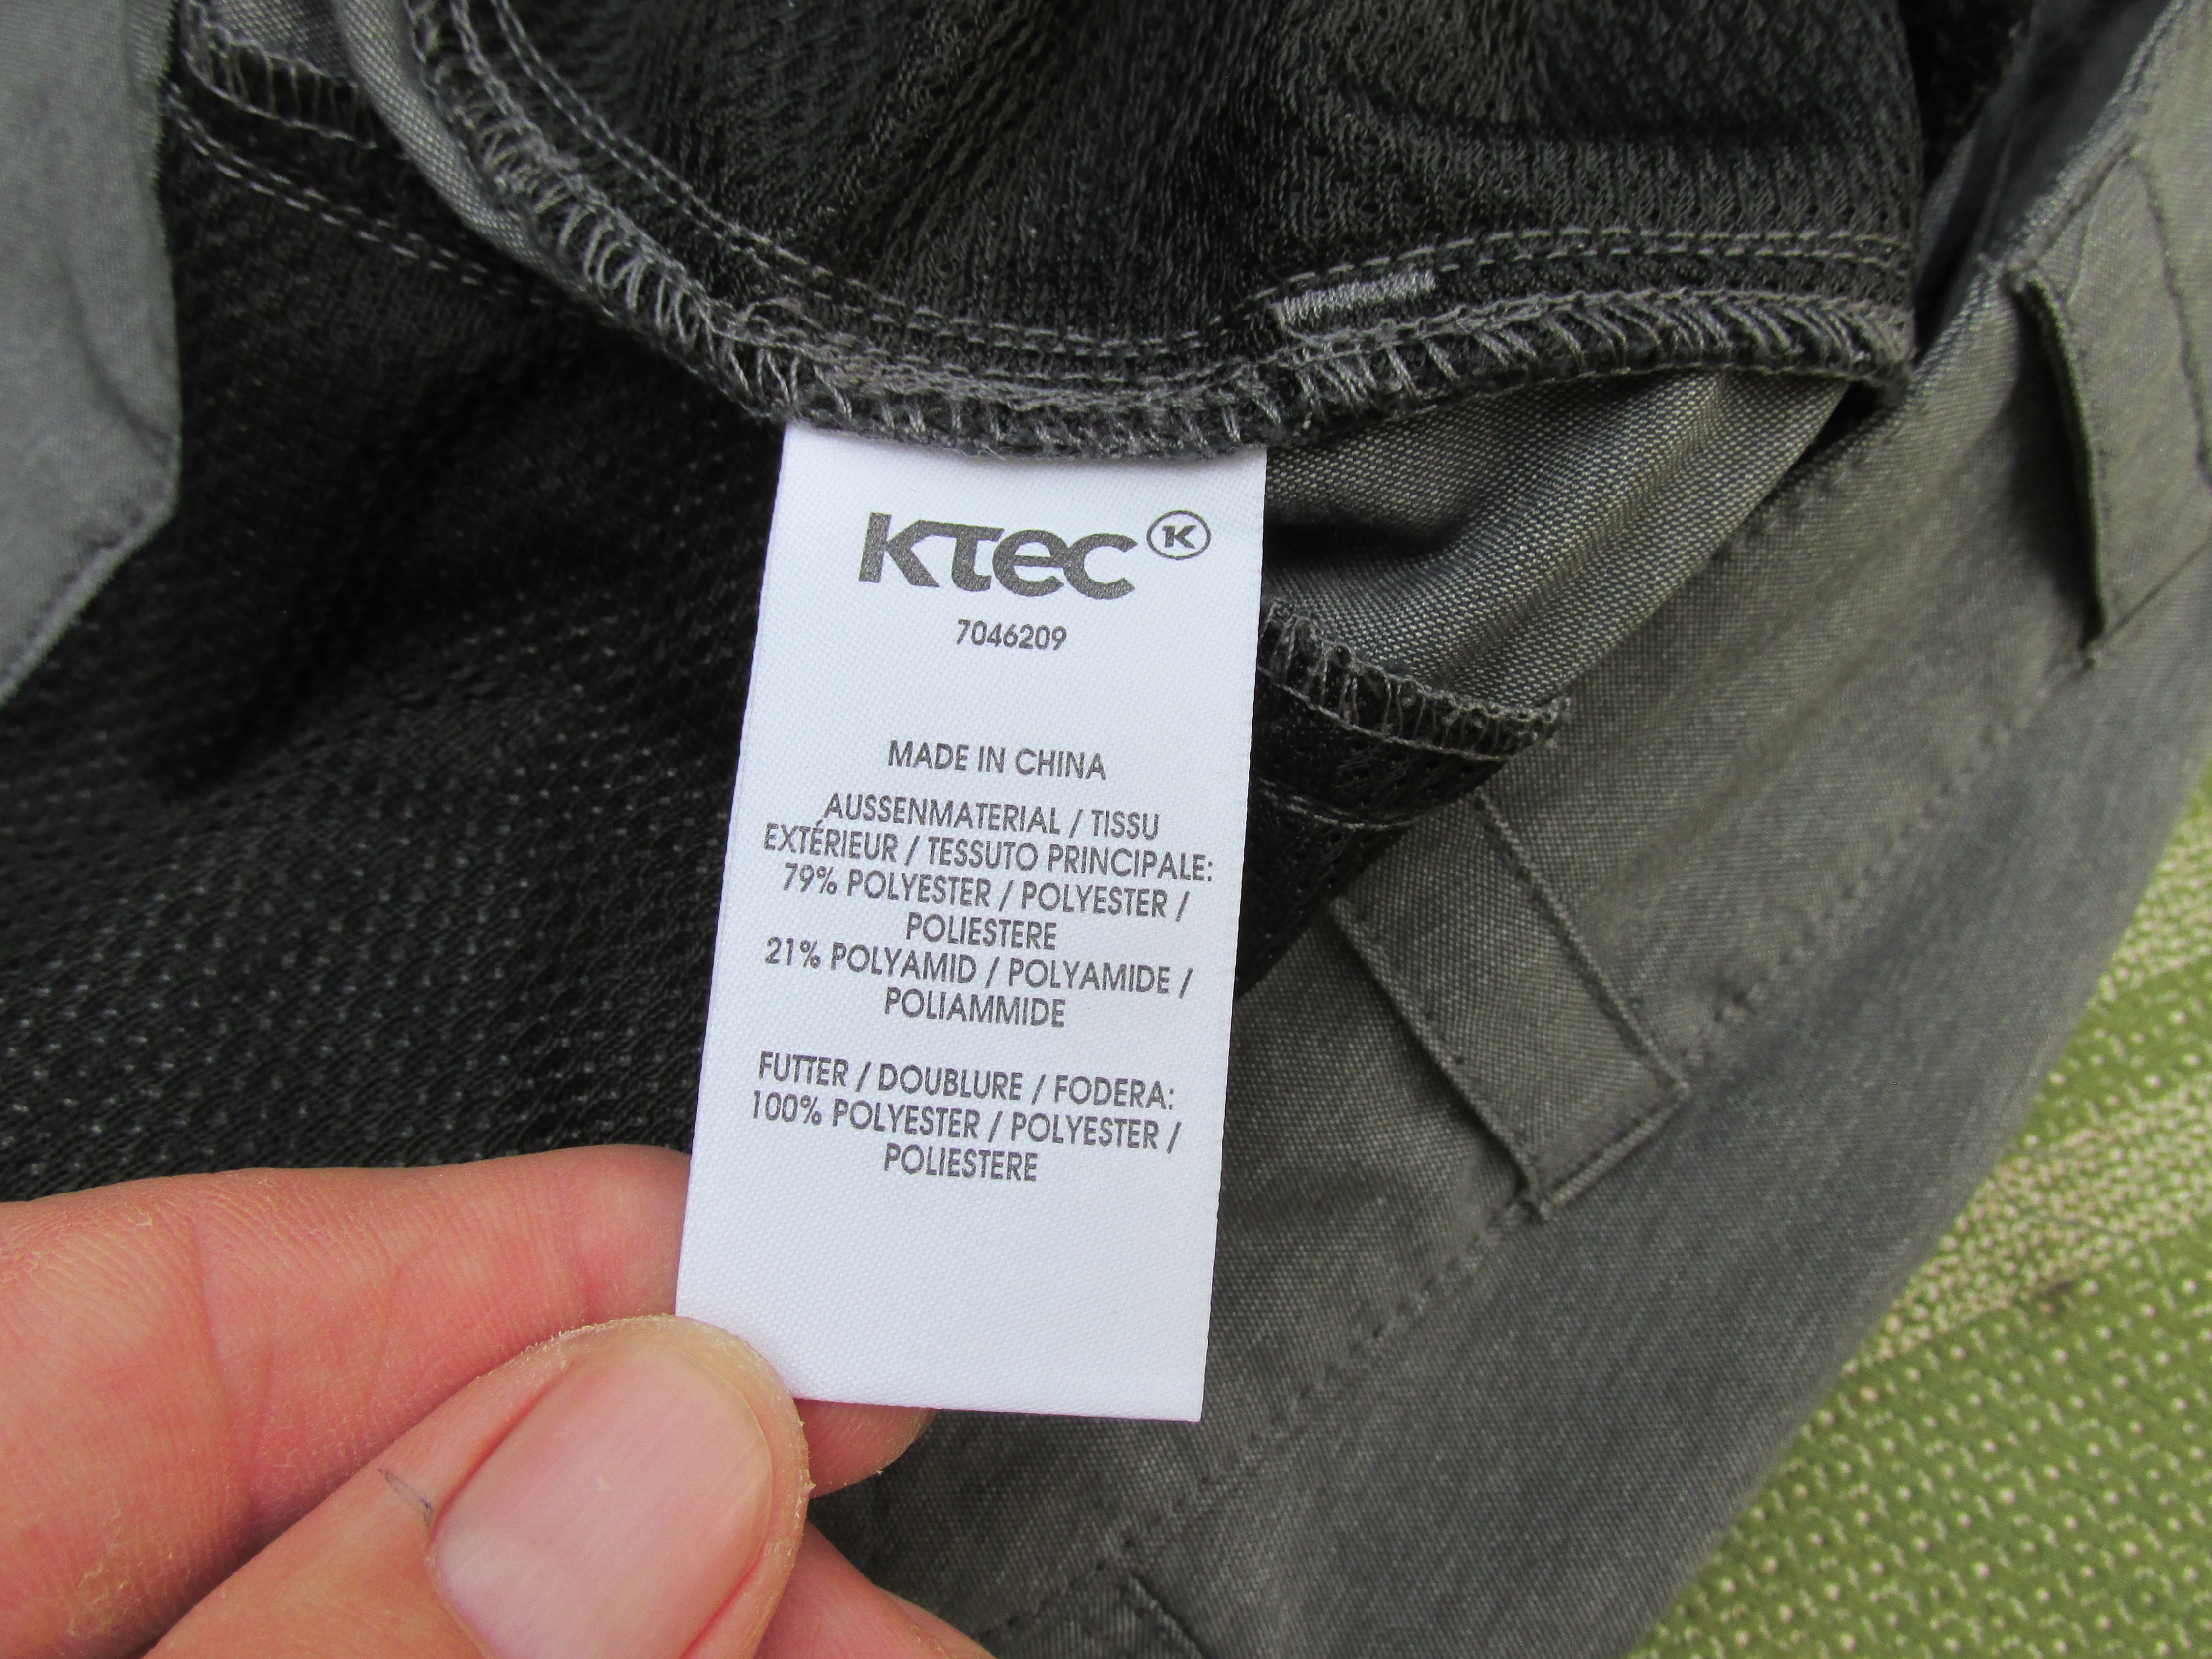 KTEC K
7046209
MADE IN CHINA
AUSSENMATERIAL / TISSU
EXTÉRIEUR / TESSUTO PRINCIPALE:
79% POLYESTER / POLYESTER /
POLIESTERE
21% POLYAMID / POLYAMIDE /
POLIAMMIDE
FUTTER / DOUBLURE / FODERA:
100% POLYESTER / POLYESTER /
POLIESTERE